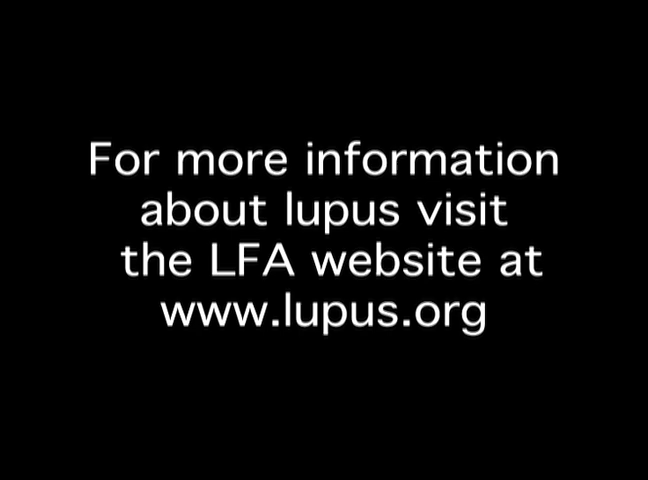 For more information
about lupus visit
the LFA website at
www.lupus.org